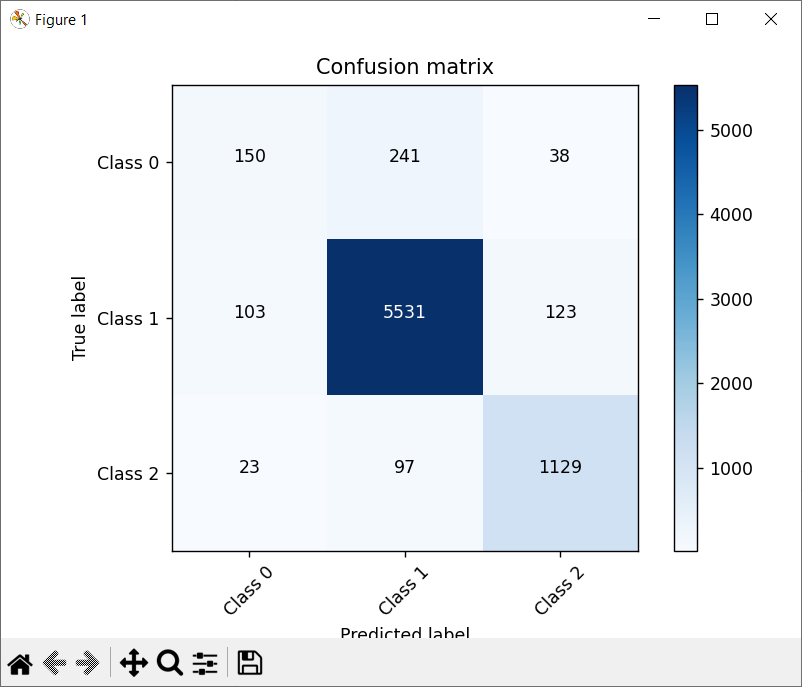 Figure 1
Confusion matrix
Class 0 150 241 38
Class 1 103 5531 123
Class 2 23 97 1129
True label
Class 0 Class 1 Class 2
Predicted label
5000
4000
3000
2000
1000